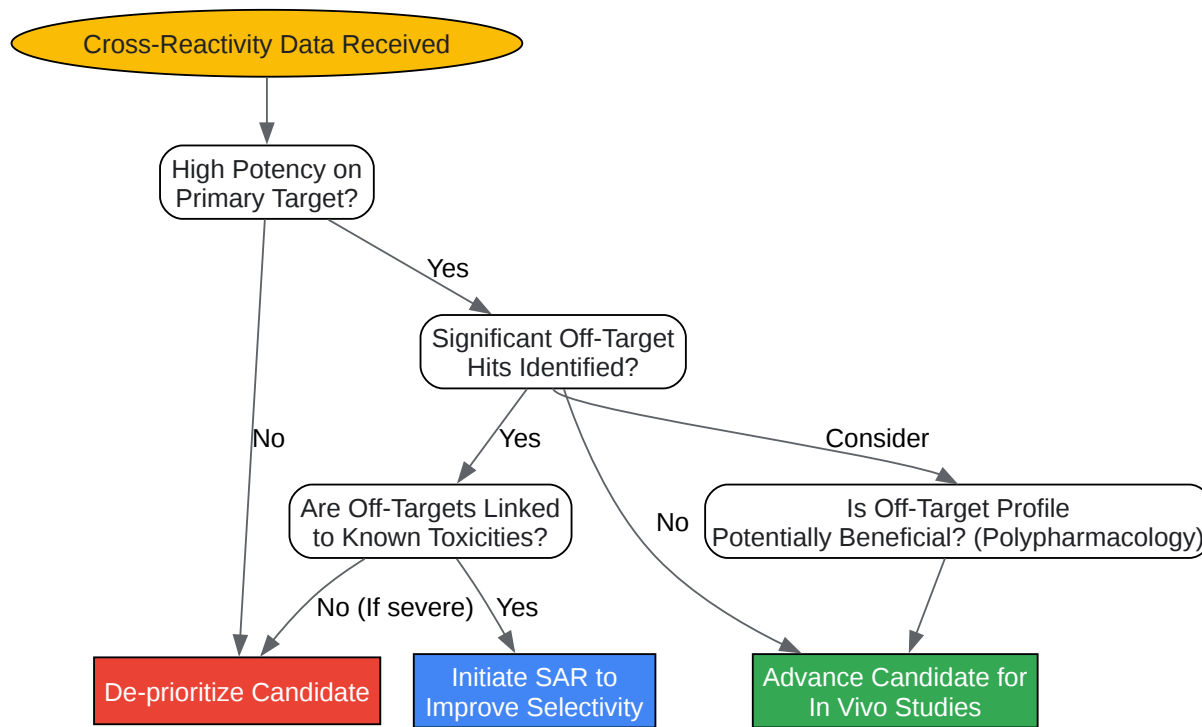 Cross-Reactivity Data Received
High Potency on
Primary Target?
Yes
Significant Off-Target
Hits Identified?
No
Yes
Consider
Are Off-Targets Linked
to Known Toxicities?
No
Is Off-Target Profile
Potentially Beneficial? (Polypharmacology)
No (If severe)
Yes
De-prioritize Candidate
Initiate SAR to
Improve Selectivity
Advance Candidate for
In Vivo Studies